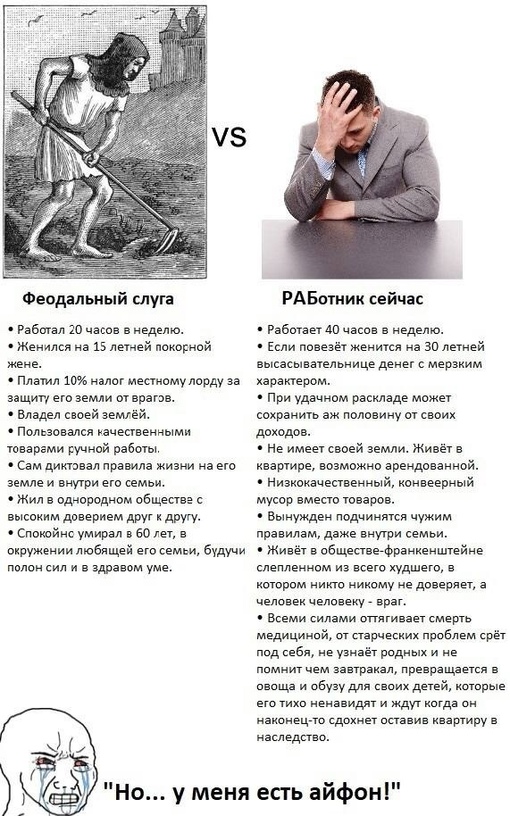 VS
Феодальный слуга
• Работал 20 часов в неделю.
• Женился на 15 летней покорной
жене.
• Платил 10% налог местному лорду за
защиту его земли от врагов.
• Владел своей землёй.
• Пользовался качественными
товарами ручной работы.
• Сам диктовал правила жизни на его
земле и внутри его семьи.
• Жил в однородном обществе с
высоким доверием друг к другу.
• Спокойно умирал в 60 лет, в
окружении любящей его семьи, будучи
полон сил и в здравом уме.
РАБотник сейчас
• Работает 40 часов в неделю.
• Если повезёт женится на 30 летней
высасывательнице денег с мерзким
характером.
• При удачном раскладе может
сохранить аж половину от своих
доходов.
• Не имеет своей земли. Живёт в
квартире, возможно арендованной.
• Низкокачественный, конвеерный
мусор вместо товаров.
• Вынужден подчинятся чужим
правилам, даже внутри семьи.
• Живёт в обществе-франкенштейне
слепленном из всего худшего, в
котором никто никому не доверяет, а
человек человеку - враг.
• Всеми силами оттягивает смерть
медициной, от старческих проблем срёт
под себя, не узнаёт родных и не
помнит чем завтракал, превращается в
овоща и обузу для своих детей, которые
его тихо ненавидят и ждут когда он
наконец-то сдохнет оставив квартиру в
наследство.
"Но... у меня есть айфон!"